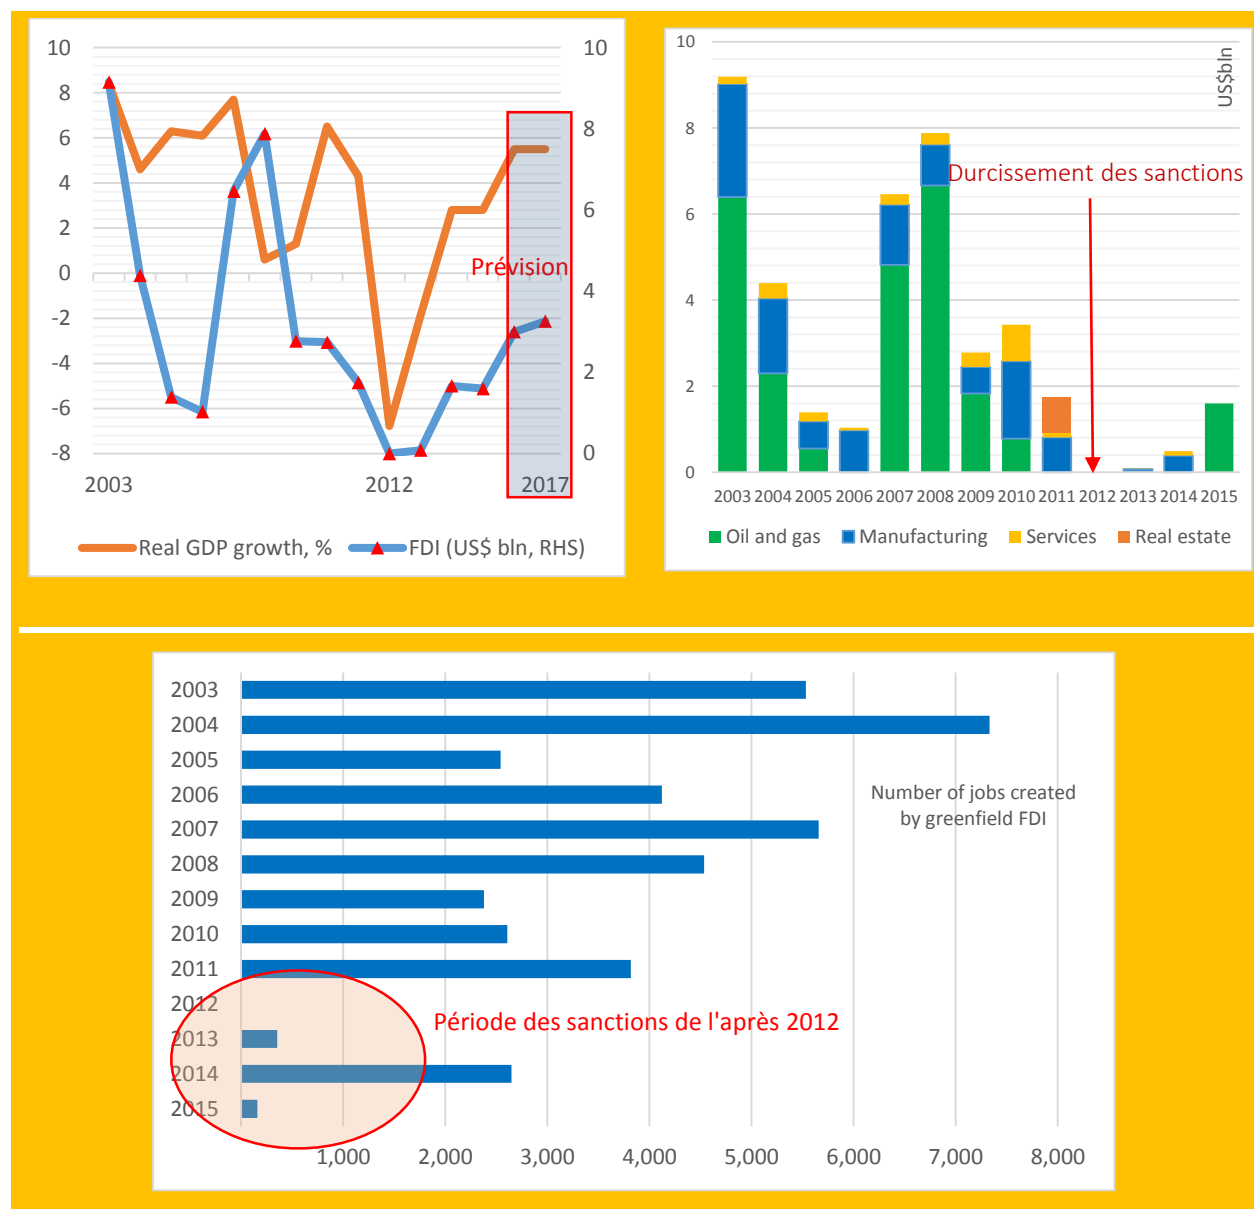 10
8
6
4
2
0
-2
-4
-6
-8
10
8
6
4
2
0
Prévision
2003
2012
2017
Real GDP growth, %
FDI (US$ bln, RHS)
10
8
6
4
2
0
US$bln
Durcissement des sanctions
2003 2004 2005 2006 2007 2008 2009 2010 2011 2012 2013 2014 2015
Oil and gas
Manufacturing
Services
Real estate
2003
2004
2005
2006
2007
2008
2009
2010
2011
2012
2013
2014
2015
Number of jobs created
by greenfield FDI
Période des sanctions de l'après 2012
1,000 2,000 3,000 4,000 5,000 6,000 7,000 8,000